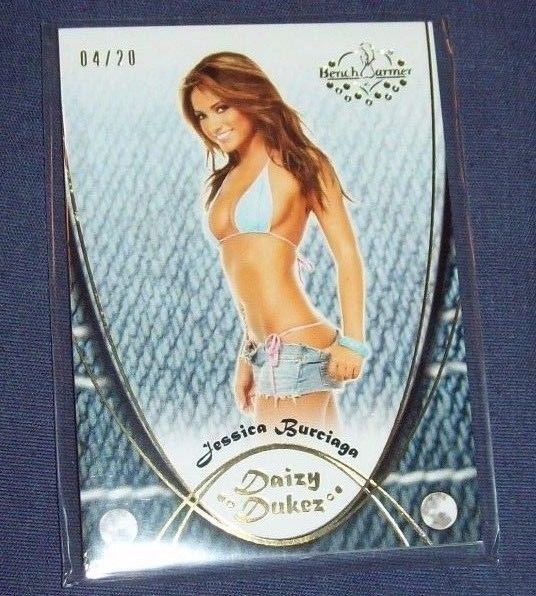 04/20
BenchWarmer
Jessica Burciaga
Daizy
Dukez